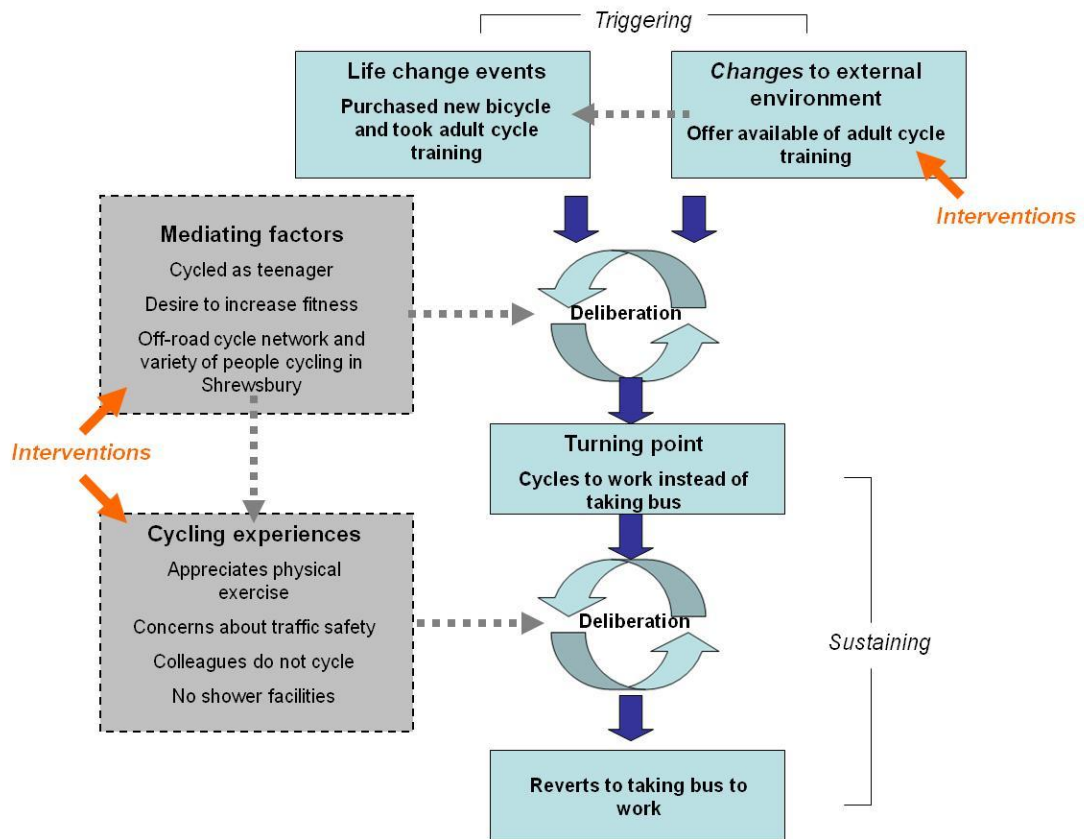 Triggering
Life change events
Purchased new bicycle
and took adult cycle
training
Changes to external
environment
Offer available of adult cycle
training
Interventions
Mediating factors
Cycled as teenager
Desire to increase fitness
Off-road cycle network and
variety of people cycling in
Shrewsbury
Deliberation
Interventions
Turning point
Cycles to work instead of
taking bus
Cycling experiences
Appreciates physical
exercise
Concerns about traffic safety
Colleagues do not cycle
No shower facilities
Deliberation
Sustaining
Reverts to taking bus to
work